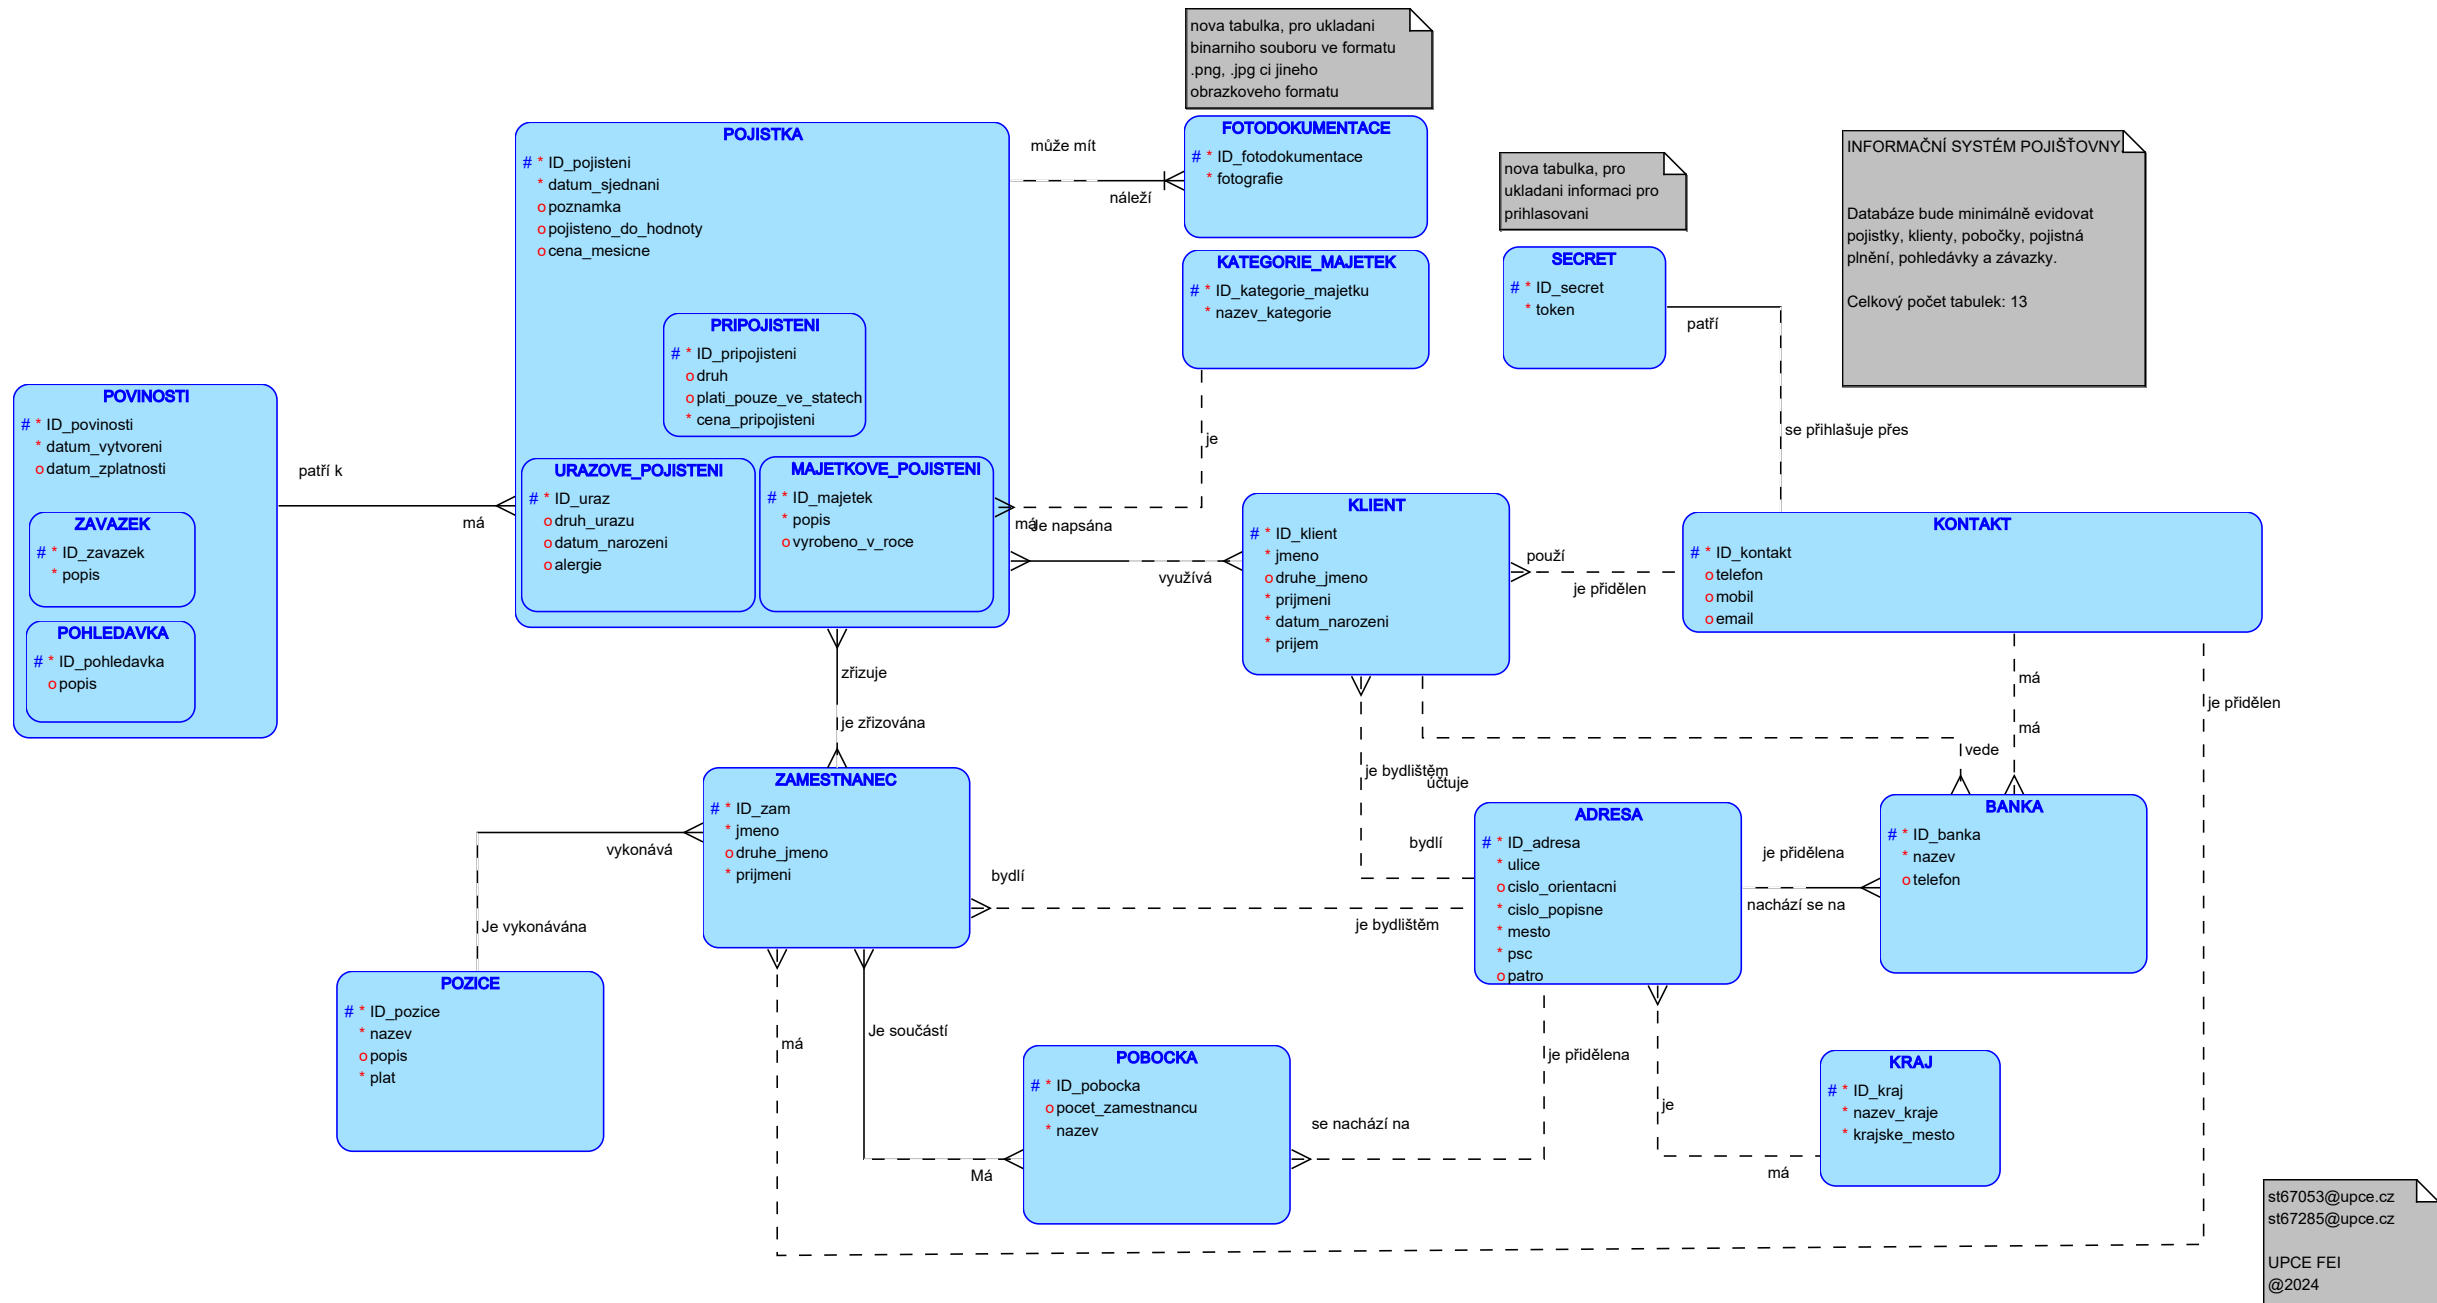 nova tabulka, pro ukladani
binarniho souboru ve formatu
.png, .jpg ci jineho
obrazkoveho formatu
POJISTKA
# * ID_pojisteni
* datum_sjednani
o poznamka
o pojisteno_do_hodnoty
o cena_mesicne
může mít
náleží
FOTODOKUMENTACE
# * ID_fotodokumentace
* fotografie
nova tabulka, pro
ukladani informaci pro
prihlasovani
INFORMAČNÍ SYSTÉM POJIŠŤOVNY
Databáze bude minimálně evidovat
pojistky, klienty, pobočky, pojistná
plnění, pohledávky a závazky.
Celkový počet tabulek: 13
KATEGORIE_MAJETEK
# * ID_kategorie_majetku
* nazev_kategorie
SECRET
# * ID_secret
* token
patří
se přihlašuje přes
PRIPOJISTENI
# * ID_pripojisteni
o druh
o plati_pouze_ve_statech
* cena_pripojisteni
je
POVINOSTI
# * ID_povinosti
* datum_vytvoreni
o datum_zplatnosti
patří k
má
ZAVAZEK
# * ID_zavazek
* popis
POHLEDAVKA
# * ID_pohledavka
o popis
URAZOVE_POJISTENI
# * ID_uraz
o druh_urazu
o datum_narozeni
o alergie
MAJETKOVE_POJISTENI
# * ID_majetek
* popis
o vyrobeno_v_roce
má
Je napsána
využívá
KLIENT
# * ID_klient
* jmeno
o druhe_jmeno
* prijmeni
* datum_narozeni
* prijem
použí
je přidělen
KONTAKT
# * ID_kontakt
o telefon
o mobil
o email
má
má
je přidělen
zřizuje
je zřizována
vede
je bydlištěm
účtuje
bydlí
ZAMESTNANEC
# * ID_zam
* jmeno
o druhe_jmeno
* prijmeni
vykonává
Je vykonávána
bydlí
je bydlištěm
ADRESA
# * ID_adresa
* ulice
o cislo_orientacni
* cislo_popisne
* mesto
* psc
o patro
je přidělena
nachází se na
BANKA
# * ID_banka
* nazev
o telefon
POZICE
# * ID_pozice
* nazev
o popis
* plat
má
Je součástí
Má
POBOCKA
# * ID_pobocka
o pocet_zamestnancu
* nazev
je přidělena
se nachází na
je
má
KRAJ
# * ID_kraj
* nazev_kraje
* krajske_mesto
st67053@upce.cz
st67285@upce.cz
UPCE FEI
@2024